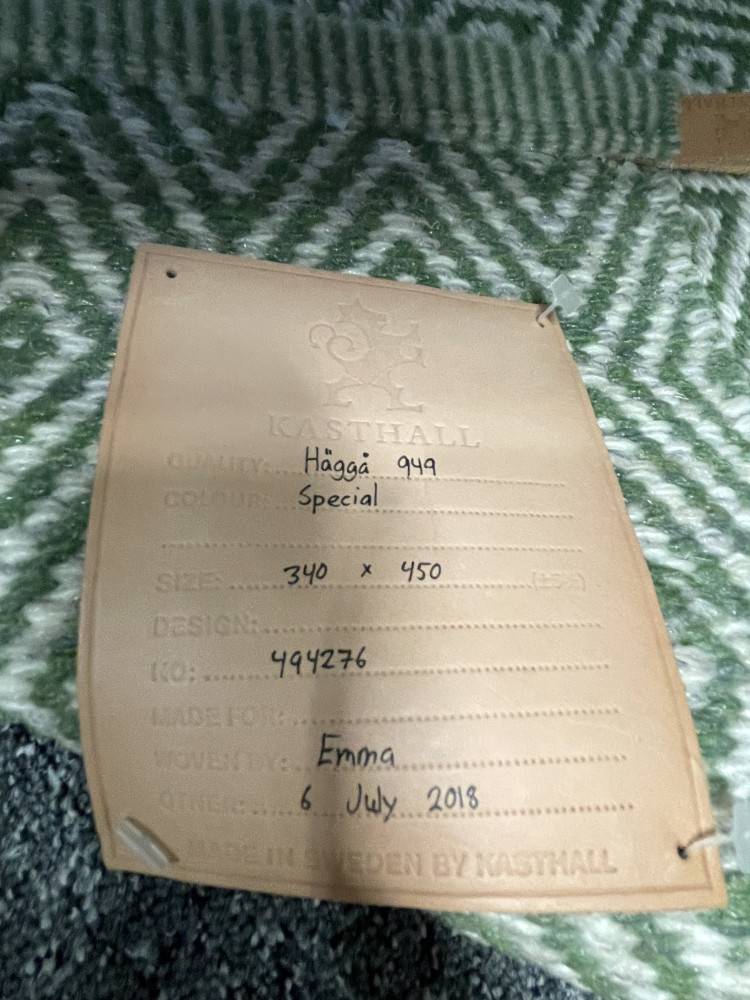 KASTHALL
QUALITY: Häggå 949
COLOUR: Special
SIZE: 340 x 450 (±5%)
DESIGN:
NO: 494276
MADE FOR:
WOVEN BY: Emma
OTHER: 6 July 2018
MADE IN SWEDEN BY KASTHALL